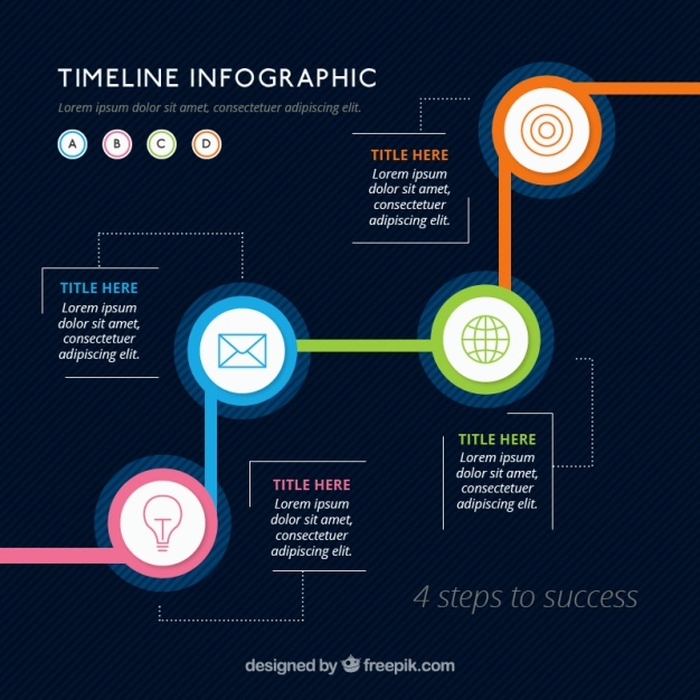 TIMELINE INFOGRAPHIC
Lorem ipsum dolor sit amet, consectetuer adipiscing elit.
A B C D
TITLE HERE
Lorem ipsum
dolor sit amet,
consectetuer
adipiscing elit.
TITLE HERE
Lorem ipsum
dolor sit amet,
consectetuer
adipiscing elit.
TITLE HERE
Lorem ipsum
dolor sit amet,
consectetuer
adipiscing elit.
TITLE HERE
Lorem ipsum
dolor sit amet,
consectetuer
adipiscing elit.
4 steps to success
designed by freepik.com